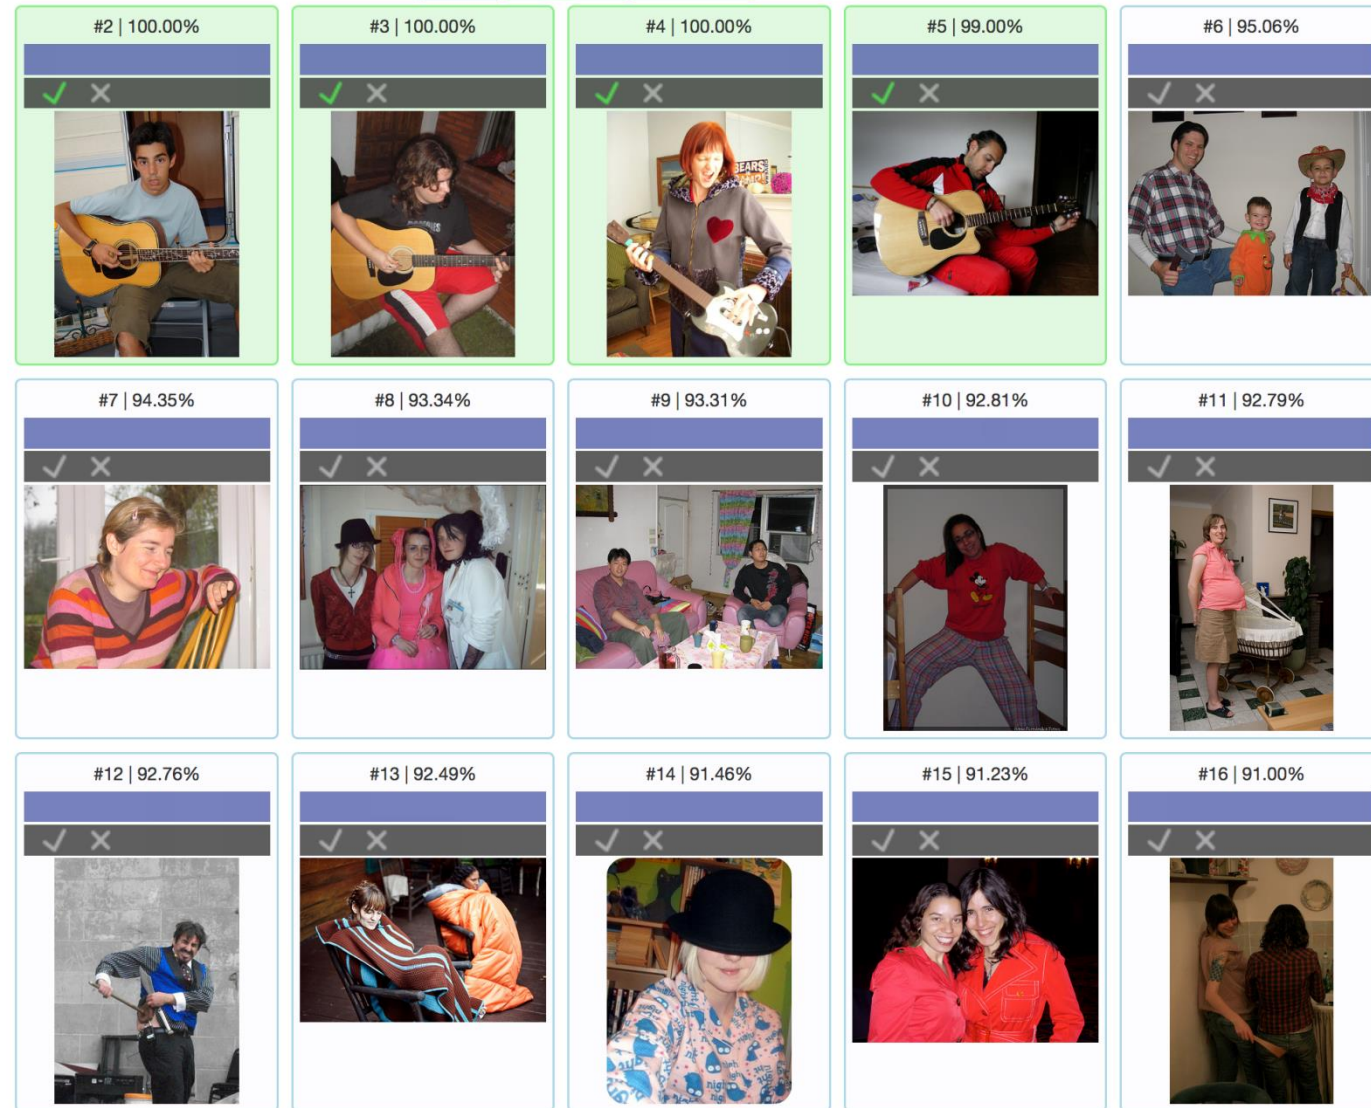 #2 | 100.00%
#3 | 100.00%
#4 | 100.00%
#5 | 99.00%
#6 | 95.06%
BEARS
#7 | 94.35%
#8 | 93.34%
#9 | 93.31%
#10 | 92.81%
#11 | 92.79%
#12 | 92.76%
#13 | 92.49%
#14 | 91.46%
#15 | 91.23%
#16 | 91.00%
night